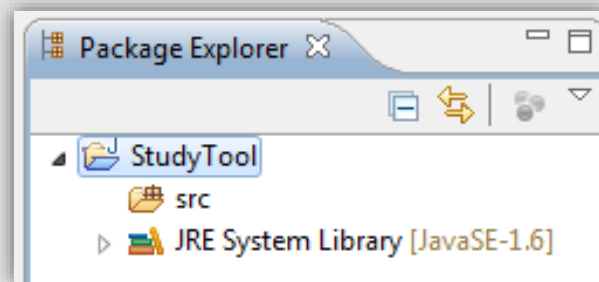 Package Explorer
StudyTool
src
JRE System Library [JavaSE-1.6]